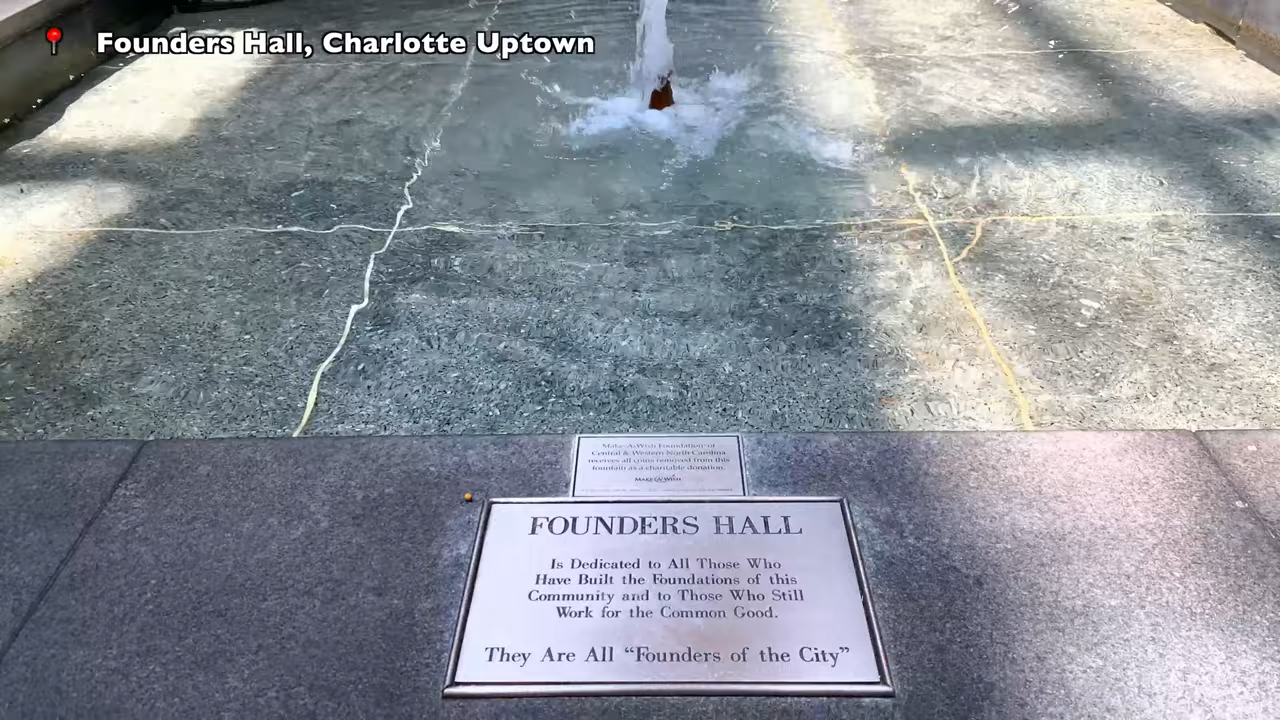 Founders Hall, Charlotte Uptown
Make-A-Wish Foundation® of
Central & Western North Carolina
receives all coins removed from this
fountain as a charitable donation.
MAKE-A-WISH
FOUNDERS HALL
Is Dedicated to All Those Who
Have Built the Foundations of this
Community and to Those Who Still
Work for the Common Good.
They Are All “Founders of the City”